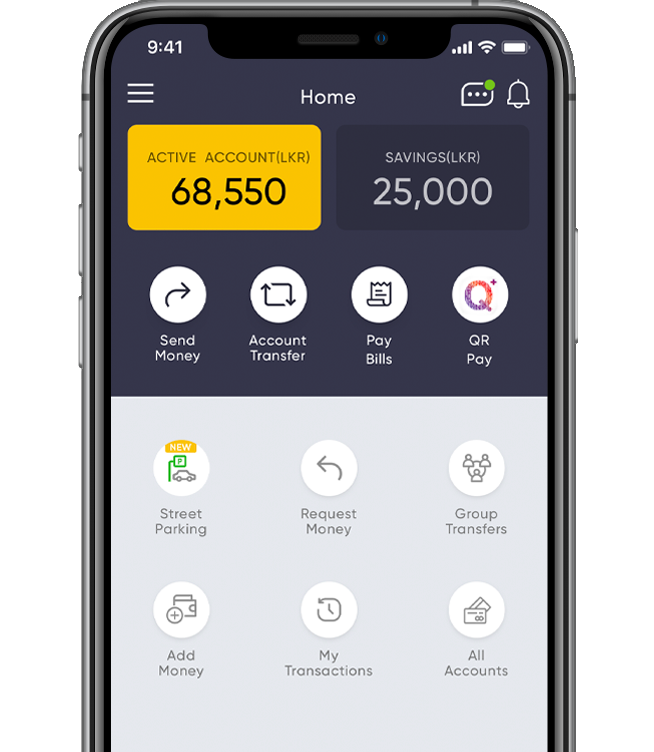 9:41
Home
ACTIVE ACCOUNT(LKR)
68,550
SAVINGS(LKR)
25,000
Send
Money
Account
Transfer
Pay
Bills
QR
Pay
NEW
P
Street
Parking
Request
Money
Group
Transfers
Add
Money
My
Transactions
All
Accounts